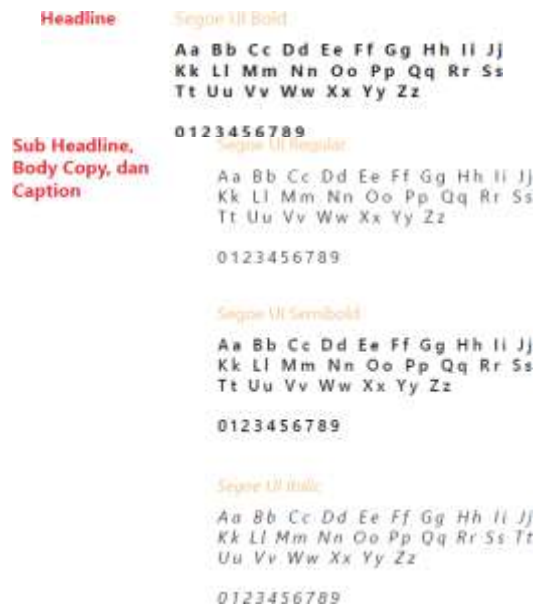 Headline
Segoe UI Bold
Aa Bb Cc Dd Ee Ff Gg Hh Ii Jj
Kk Ll Mm Nn Oo Pp Qq Rr Ss
Tt Uu Vv Ww Xx Yy Zz
0123456789
Sub Headline,
Body Copy, dan
Caption
Segoe UI Regular
Aa Bb Cc Dd Ee Ff Gg Hh Ii Jj
Kk Ll Mm Nn Oo Pp Qq Rr Ss
Tt Uu Vv Ww Xx Yy Zz
0123456789
Segoe UI Semibold
Aa Bb Cc Dd Ee Ff Gg Hh Ii Jj
Kk Ll Mm Nn Oo Pp Qq Rr Ss
Tt Uu Vv Ww Xx Yy Zz
0123456789
Segoe UI Italic
Aa Bb Cc Dd Ee Ff Gg Hh Ii Jj
Kk Ll Mm Nn Oo Pp Qq Rr Ss Tt
Uu Vv Ww Xx Yy Zz
0123456789